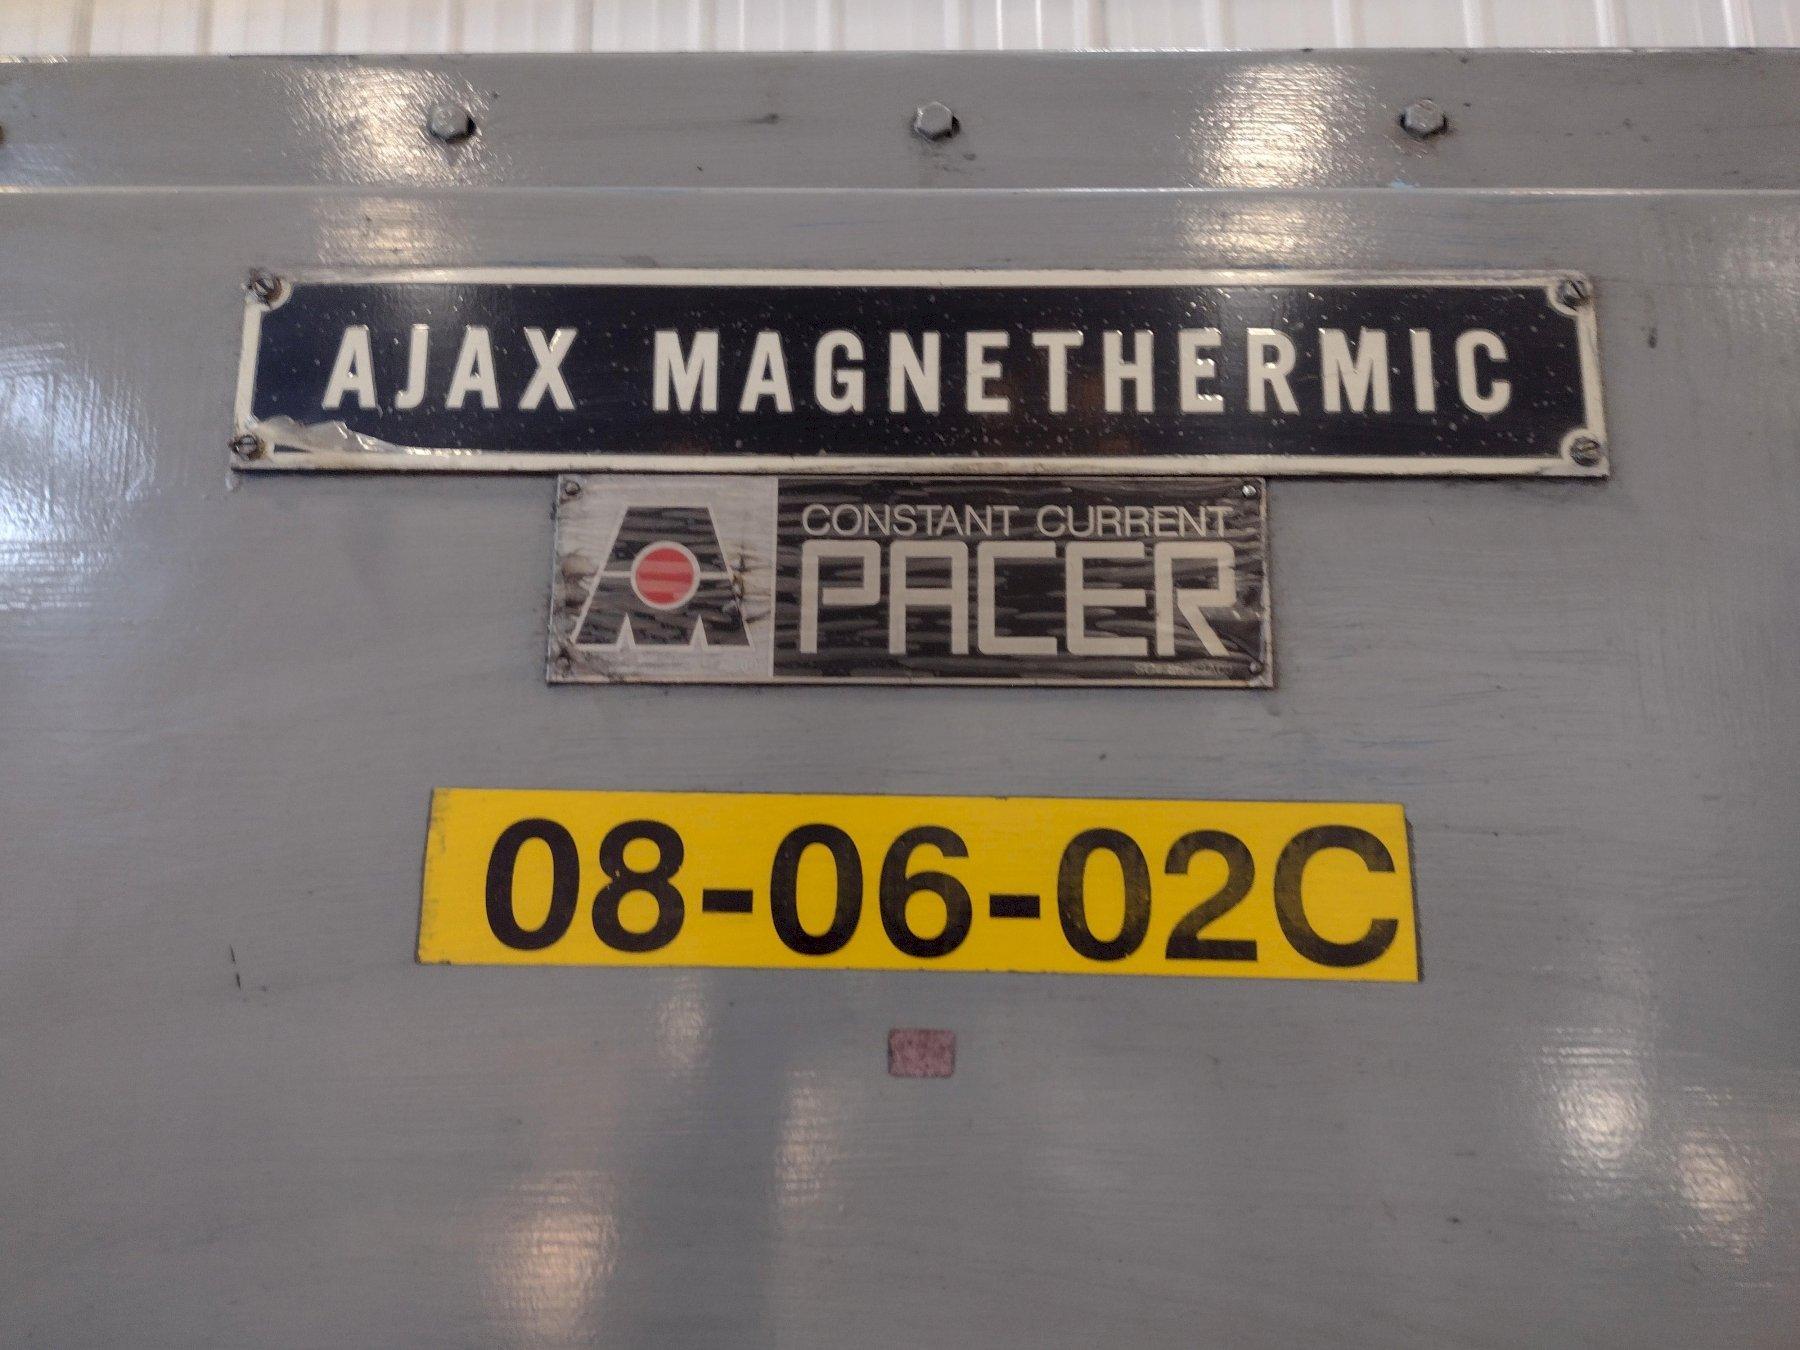 AJAX MAGNETHERMIC
CONSTANT CURRENT
PACER
08-06-02C